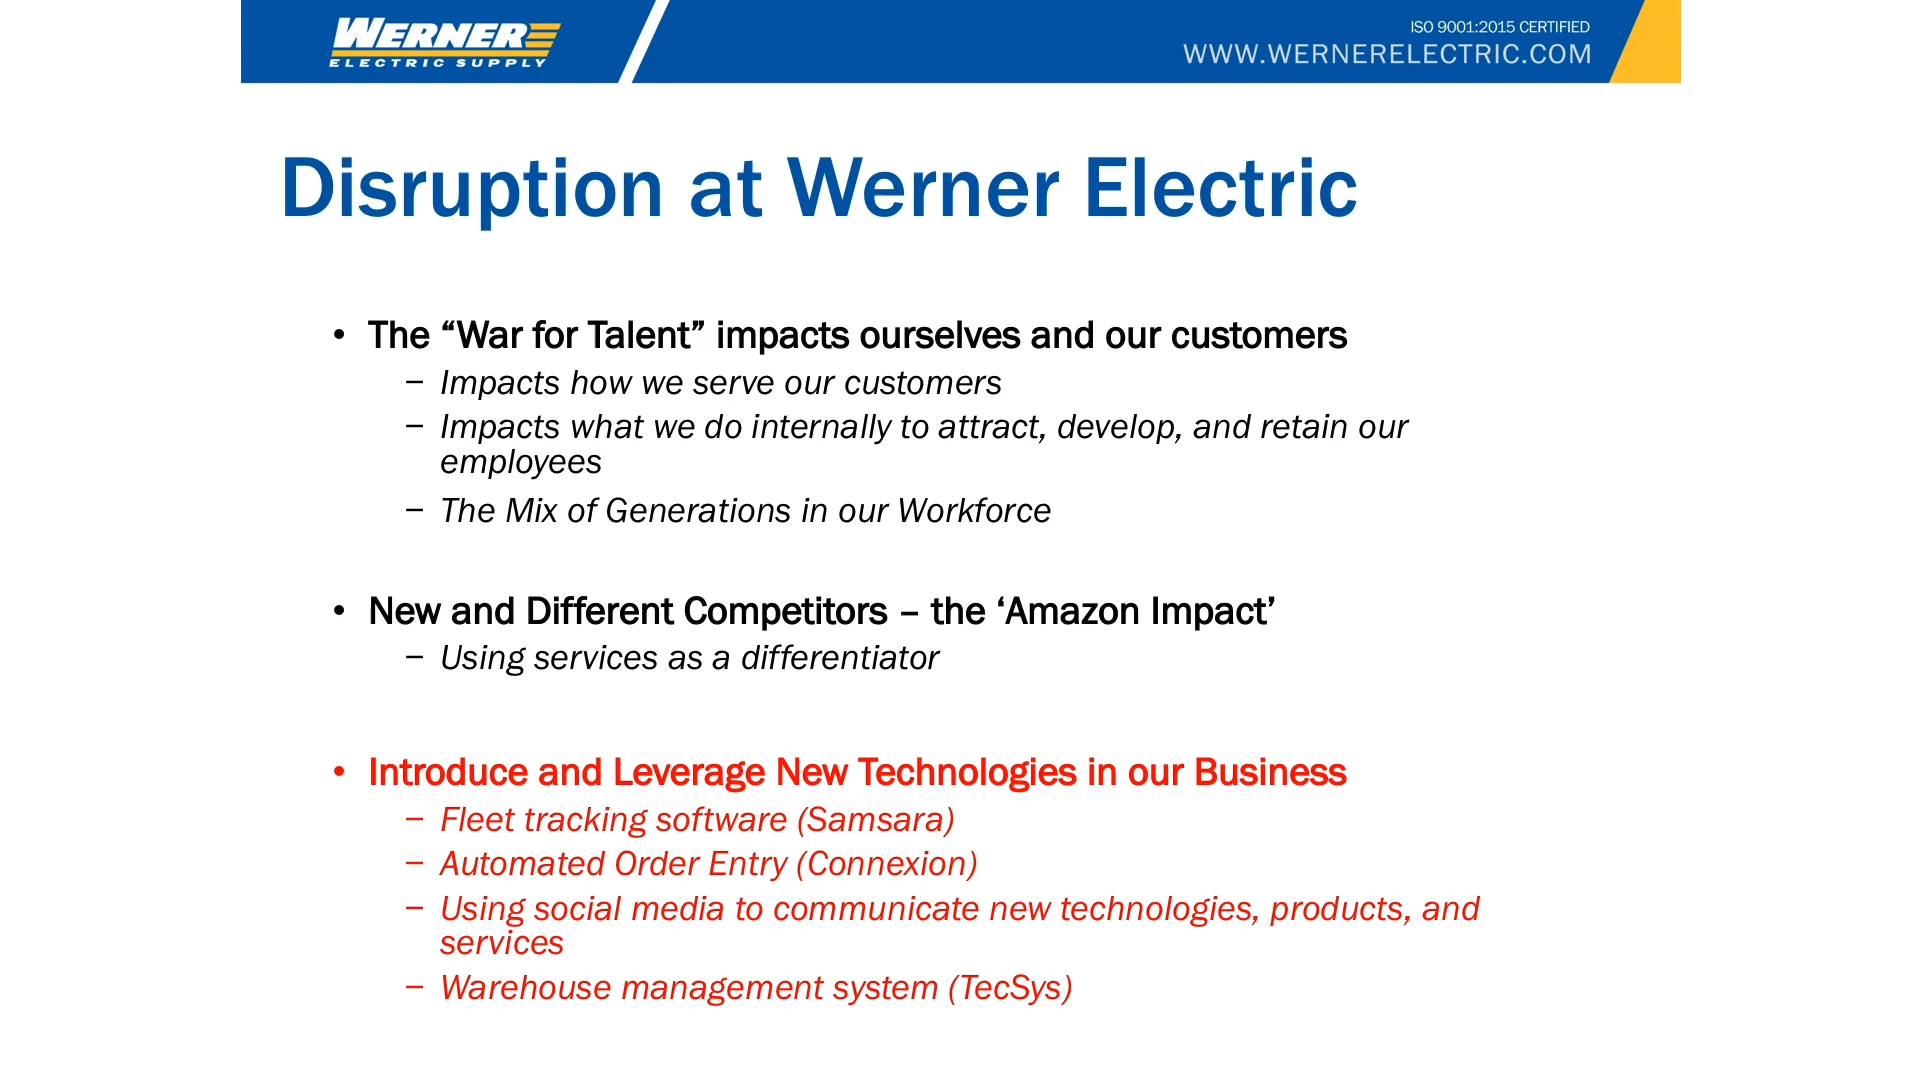 WERNER
ELECTRIC SUPPLY
ISO 9001:2015 CERTIFIED
WWW.WERNERELECTRIC.COM
Disruption at Werner Electric
• The “War for Talent” impacts ourselves and our customers
– Impacts how we serve our customers
– Impacts what we do internally to attract, develop, and retain our
employees
– The Mix of Generations in our Workforce
• New and Different Competitors – the ‘Amazon Impact’
– Using services as a differentiator
• Introduce and Leverage New Technologies in our Business
– Fleet tracking software (Samsara)
– Automated Order Entry (Connexion)
– Using social media to communicate new technologies, products, and
services
– Warehouse management system (TecSys)